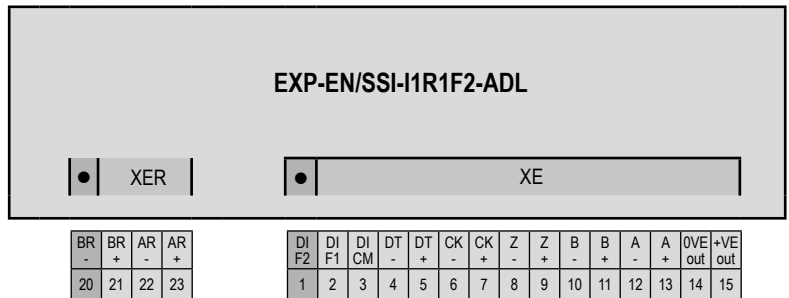 EXP-EN/SSI-I1R1F2-ADL
XER XE
BR BR AR AR DI DI DI DT DT CK CK Z Z B B A A 0VE +VE
- + - + F2 F1 CM - + - + - + - + - + out out
20 21 22 23 1 2 3 4 5 6 7 8 9 10 11 12 13 14 15